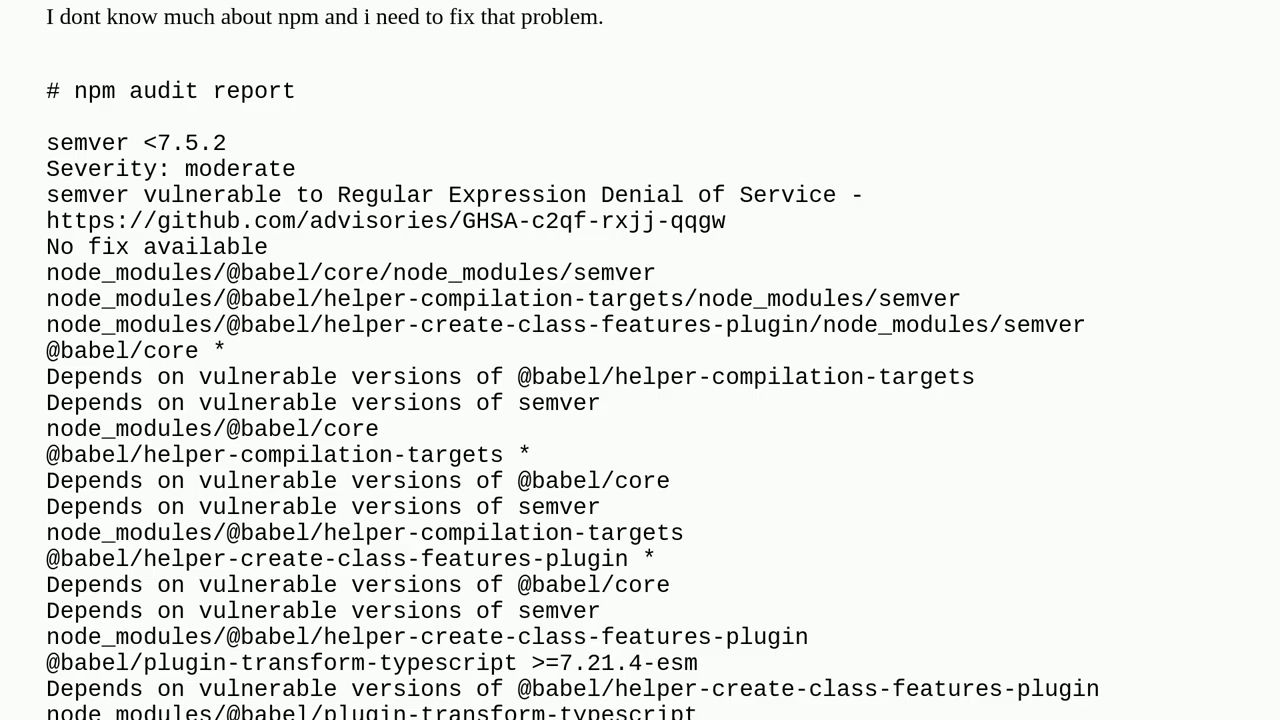 I dont know much about npm and i need to fix that problem.
# npm audit report
semver <7.5.2
Severity: moderate
semver vulnerable to Regular Expression Denial of Service -
https://github.com/advisories/GHSA-c2qf-rxjj-qqgw
No fix available
node_modules/@babel/core/node_modules/semver
node_modules/@babel/helper-compilation-targets/node_modules/semver
node_modules/@babel/helper-create-class-features-plugin/node_modules/semver
@babel/core *
Depends on vulnerable versions of @babel/helper-compilation-targets
Depends on vulnerable versions of semver
node_modules/@babel/core
@babel/helper-compilation-targets *
Depends on vulnerable versions of @babel/core
Depends on vulnerable versions of semver
node_modules/@babel/helper-compilation-targets
@babel/helper-create-class-features-plugin *
Depends on vulnerable versions of @babel/core
Depends on vulnerable versions of semver
node_modules/@babel/helper-create-class-features-plugin
@babel/plugin-transform-typescript >=7.21.4-esm
Depends on vulnerable versions of @babel/helper-create-class-features-plugin
node_modules/@babel/plugin-transform-typescript